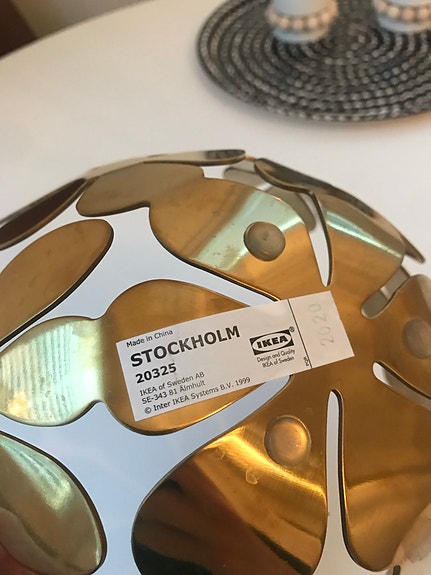 Made in China
STOCKHOLM
20325
IKEA of Sweden AB
SE-343 81 Älmhult
© Inter IKEA Systems B.V. 1999
IKEA®
Design and Quality
IKEA of Sweden
2020